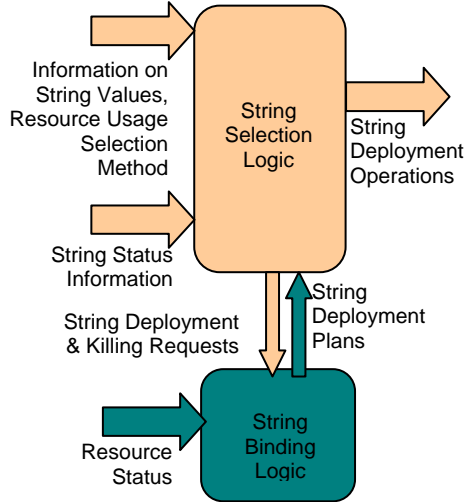 Information on
String Values,
Resource Usage
Selection
Method
String
Selection
Logic
String
Deployment
Operations
String Status
Information
String Deployment
& Killing Requests
String
Deployment
Plans
Resource
Status
String
Binding
Logic